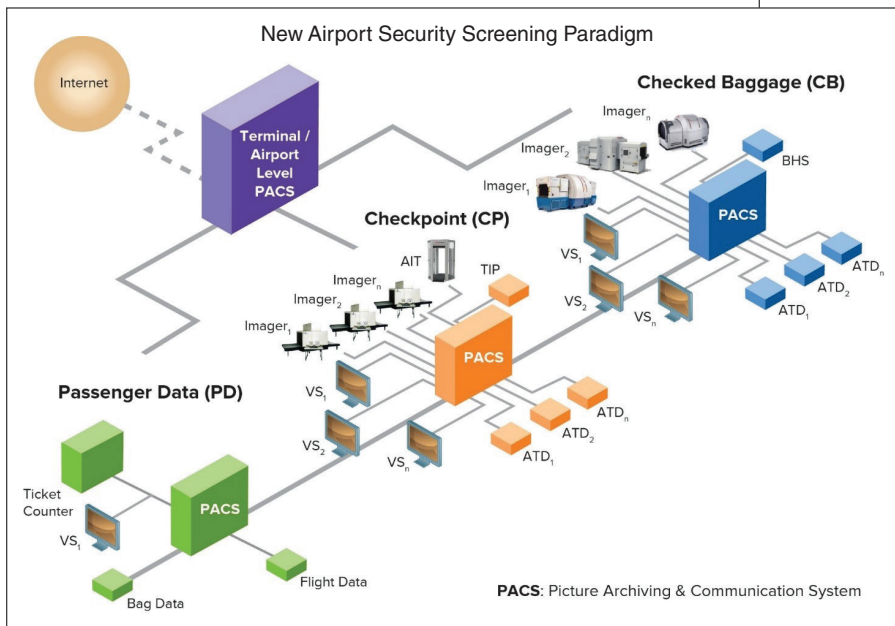 New Airport Security Screening Paradigm
Internet
Terminal /
Airport
Level
PACS
Checked Baggage (CB)
Imagerₙ
Imager₂
Imager₁
BHS
PACS
VS₁
VS₂
VSₙ
ATDₙ
ATD₂
ATD₁
Checkpoint (CP)
AIT
TIP
Imagerₙ
Imager₂
Imager₁
PACS
VS₁
VS₂
VSₙ
ATDₙ
ATD₂
ATD₁
Passenger Data (PD)
Ticket
Counter
PACS
VS₁
Bag Data
Flight Data
PACS: Picture Archiving & Communication System